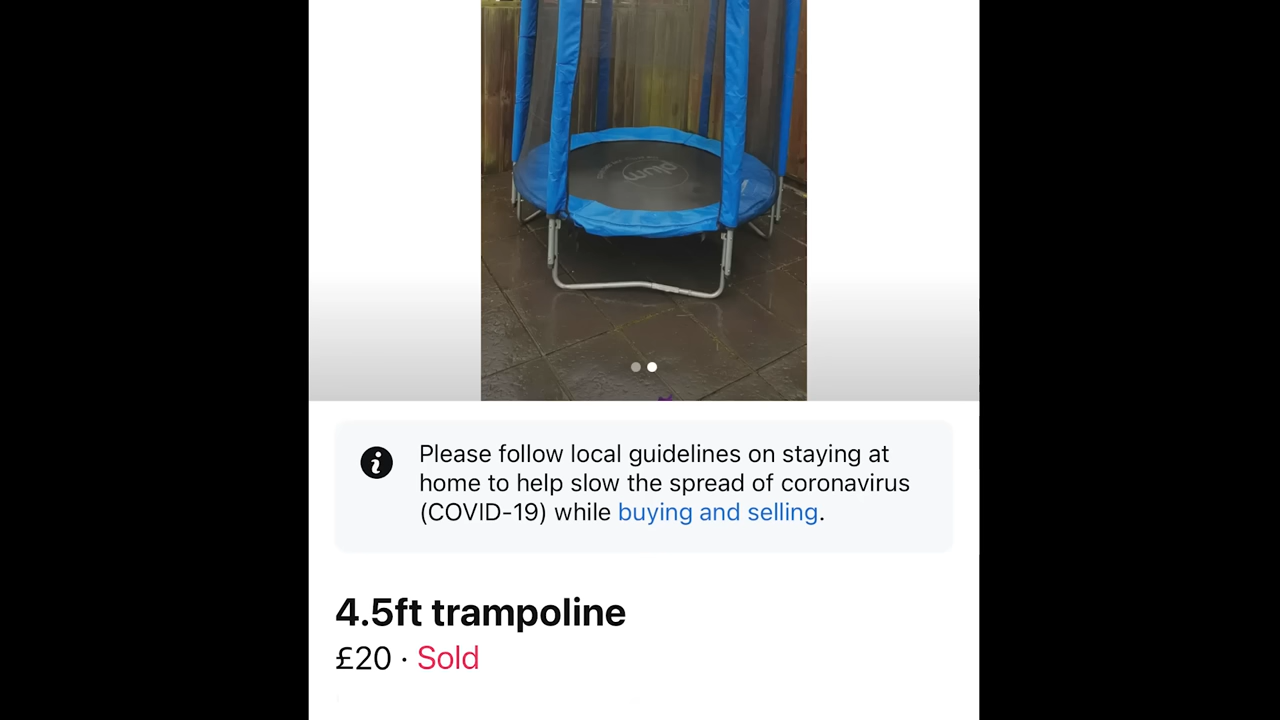 plum
Please follow local guidelines on staying at
home to help slow the spread of coronavirus
(COVID-19) while buying and selling.
4.5ft trampoline
£20 · Sold